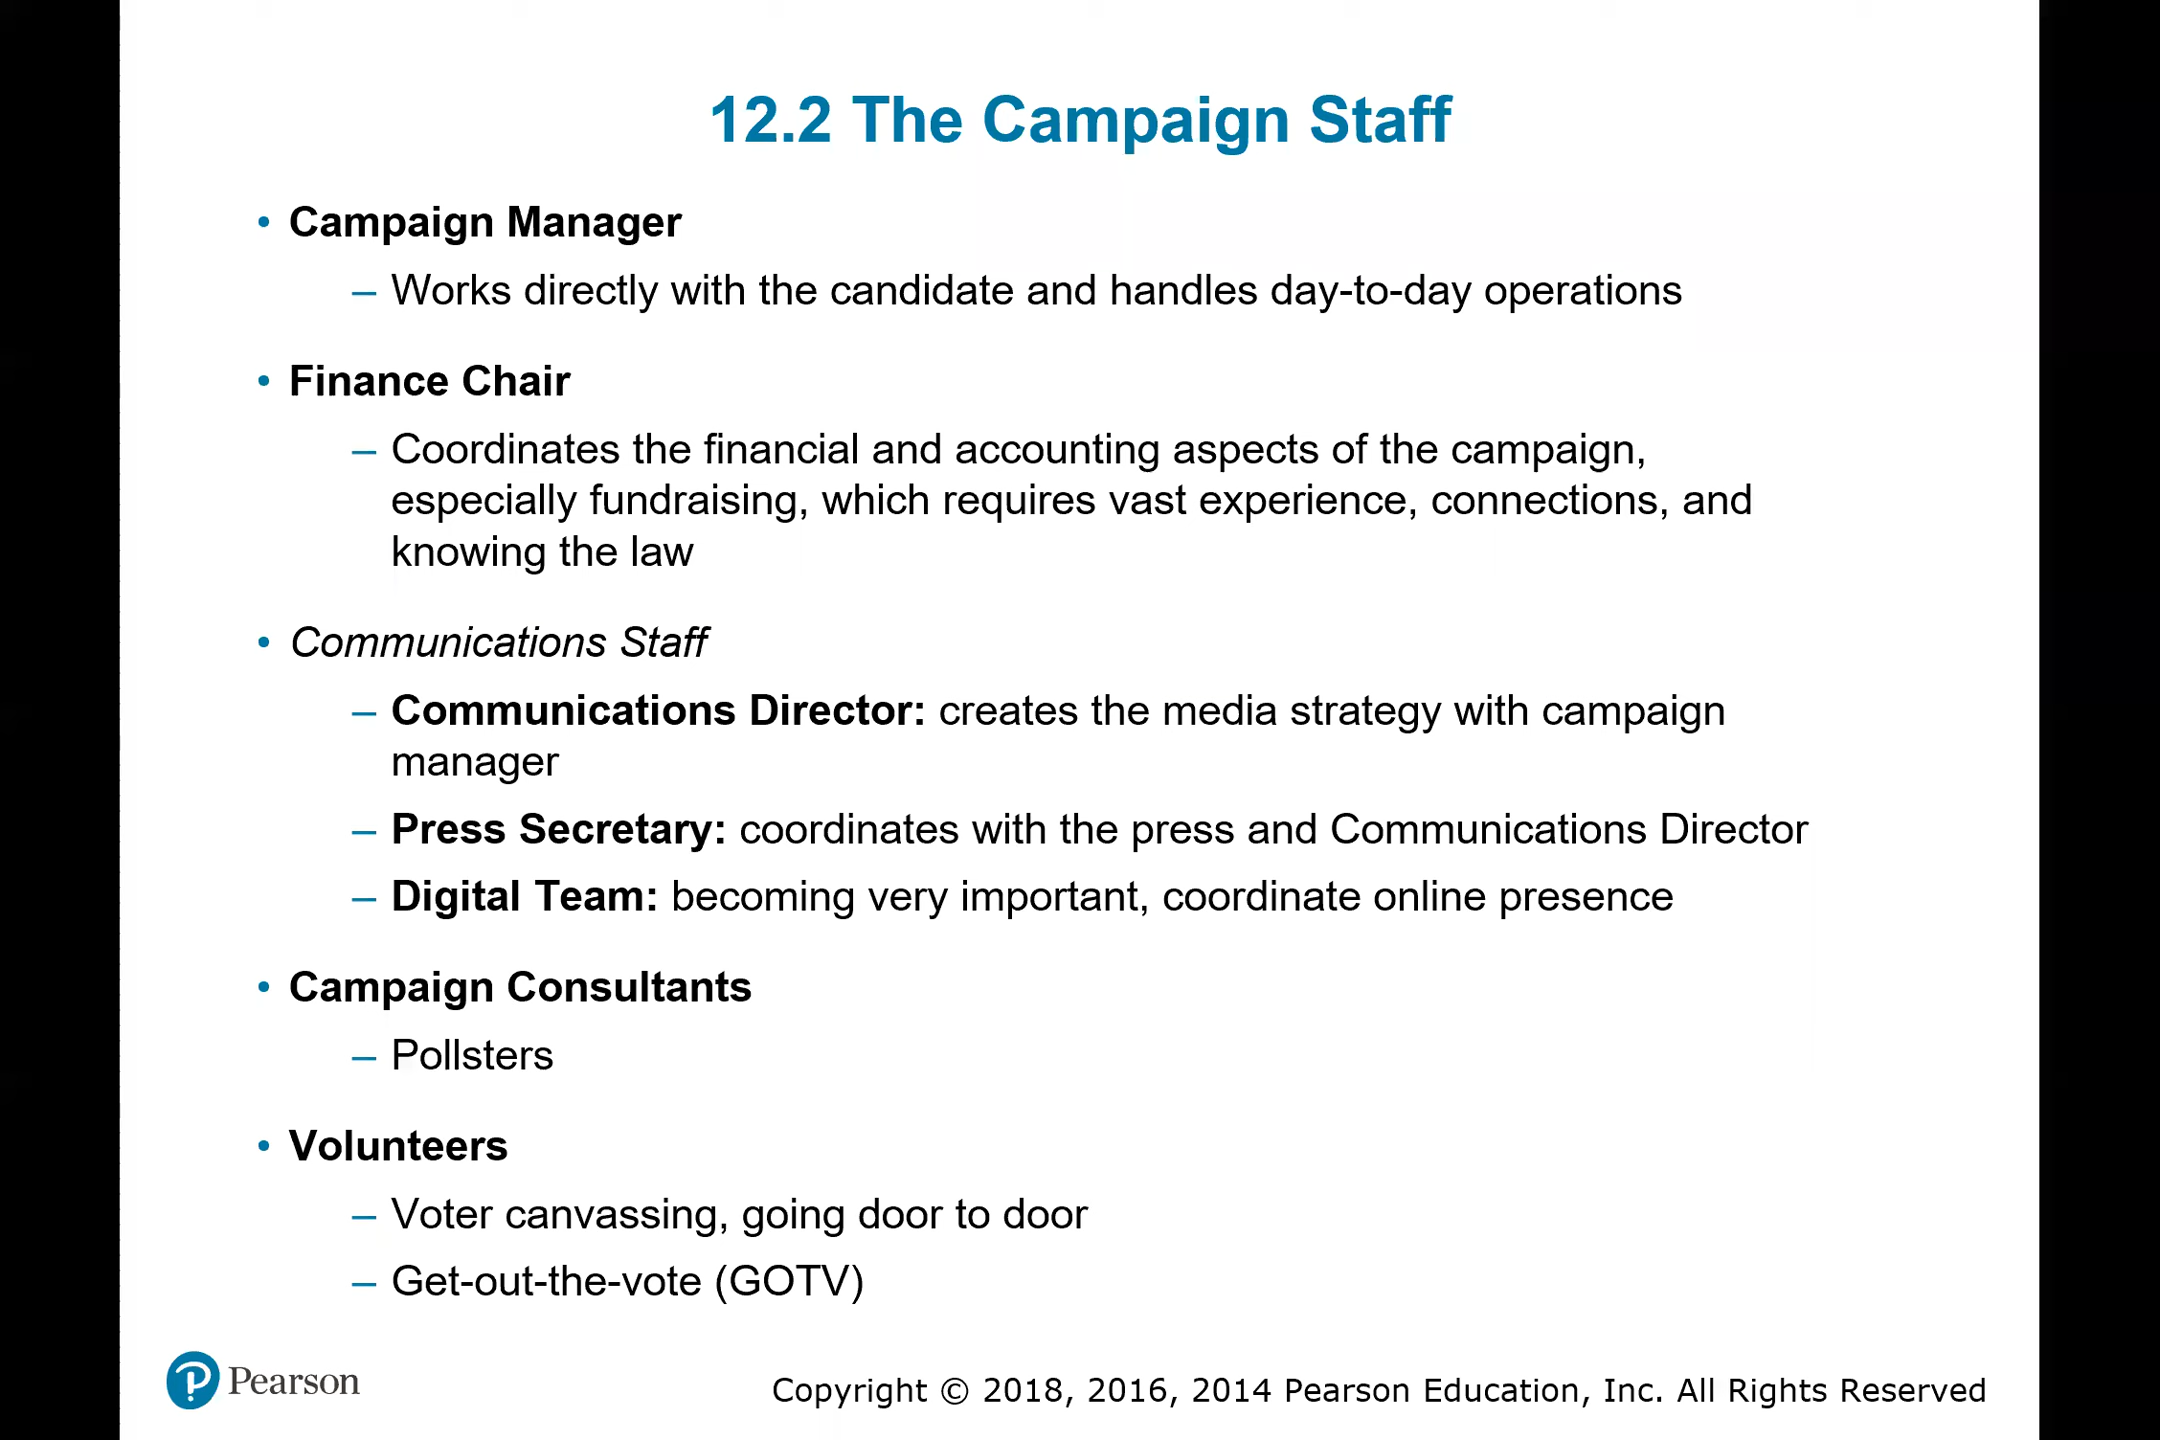 12.2 The Campaign Staff
• Campaign Manager
– Works directly with the candidate and handles day-to-day operations
• Finance Chair
– Coordinates the financial and accounting aspects of the campaign,
especially fundraising, which requires vast experience, connections, and
knowing the law
• Communications Staff
– Communications Director: creates the media strategy with campaign
manager
– Press Secretary: coordinates with the press and Communications Director
– Digital Team: becoming very important, coordinate online presence
• Campaign Consultants
– Pollsters
• Volunteers
– Voter canvassing, going door to door
– Get-out-the-vote (GOTV)
Pearson
Copyright © 2018, 2016, 2014 Pearson Education, Inc. All Rights Reserved